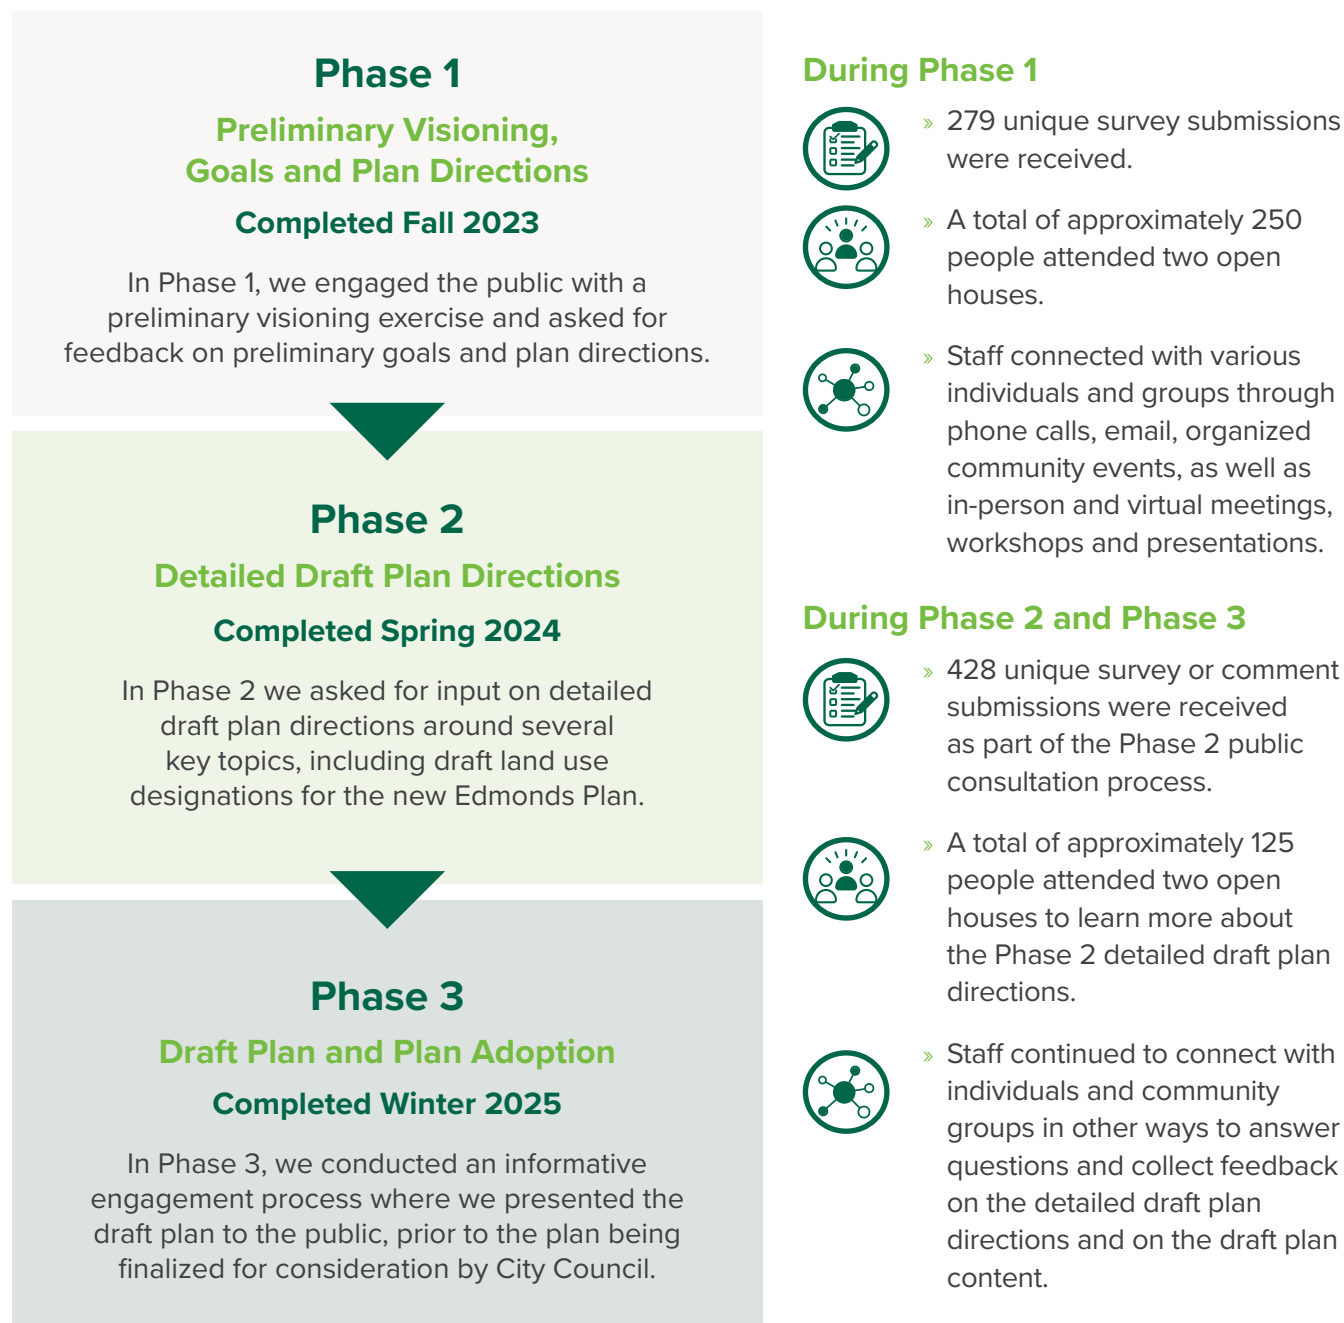 Phase 1
Preliminary Visioning,
Goals and Plan Directions
Completed Fall 2023
In Phase 1, we engaged the public with a
preliminary visioning exercise and asked for
feedback on preliminary goals and plan directions.
Phase 2
Detailed Draft Plan Directions
Completed Spring 2024
In Phase 2 we asked for input on detailed
draft plan directions around several
key topics, including draft land use
designations for the new Edmonds Plan.
Phase 3
Draft Plan and Plan Adoption
Completed Winter 2025
In Phase 3, we conducted an informative
engagement process where we presented the
draft plan to the public, prior to the plan being
finalized for consideration by City Council.
During Phase 1
» 279 unique survey submissions
were received.
» A total of approximately 250
people attended two open
houses.
» Staff connected with various
individuals and groups through
phone calls, email, organized
community events, as well as
in-person and virtual meetings,
workshops and presentations.
During Phase 2 and Phase 3
» 428 unique survey or comment
submissions were received
as part of the Phase 2 public
consultation process.
» A total of approximately 125
people attended two open
houses to learn more about
the Phase 2 detailed draft plan
directions.
» Staff continued to connect with
individuals and community
groups in other ways to answer
questions and collect feedback
on the detailed draft plan
directions and on the draft plan
content.